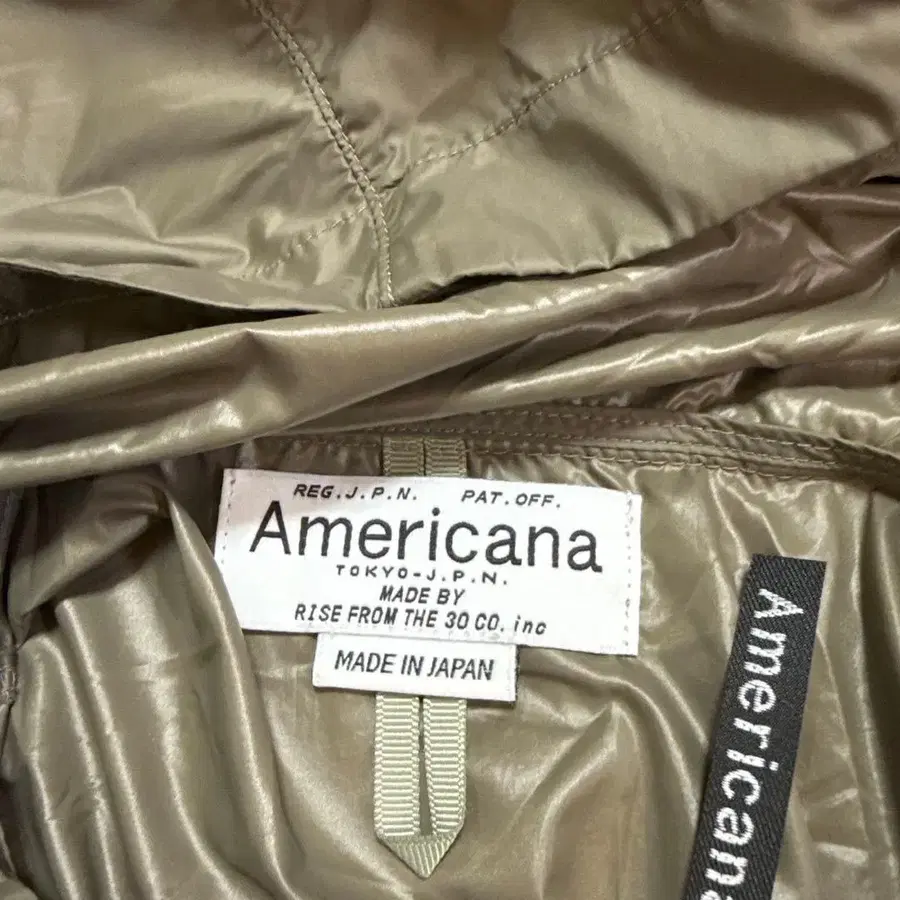 REG.J.P.N. PAT.OFF.
Americana
TOKYO-J.P.N.
MADE BY
RISE FROM THE 30 CO. inc
MADE IN JAPAN
Americana